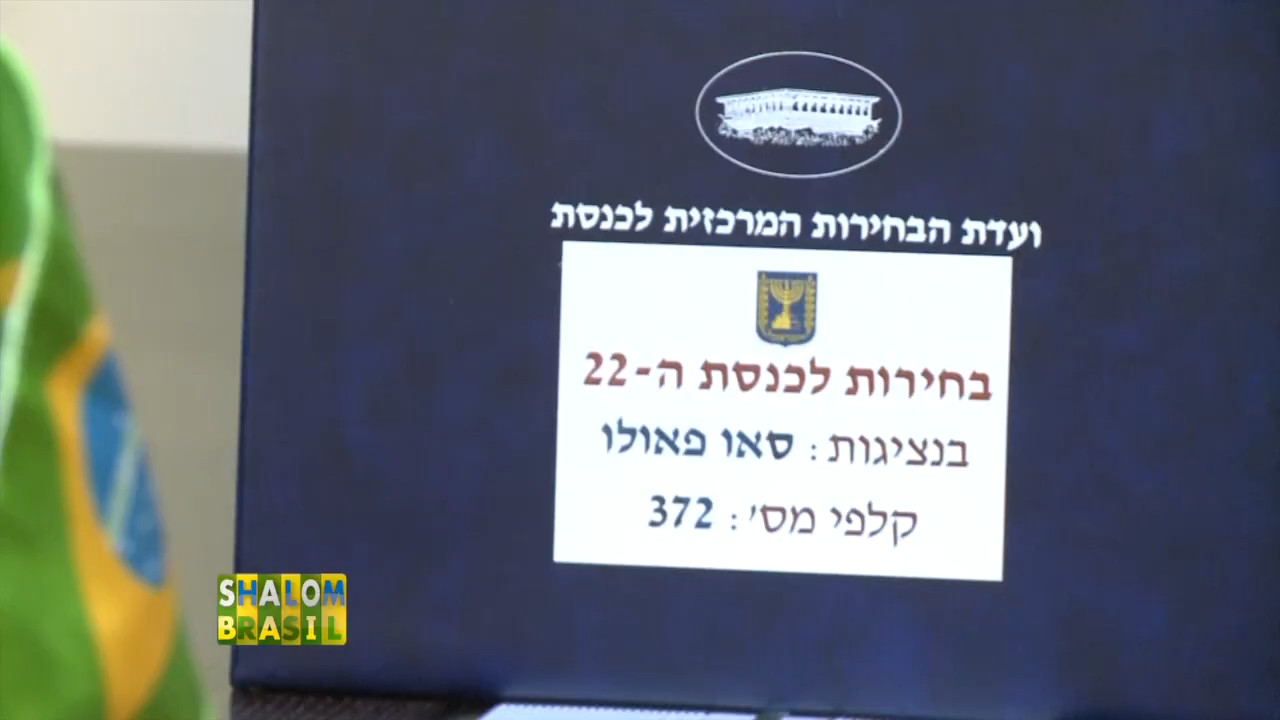 ועדת הבחירות המרכזית לכנסת
בחירות לכנסת ה-22
בנציגות: סאו פאולו
קלפי מס': 372
SHALOM
BRASIL